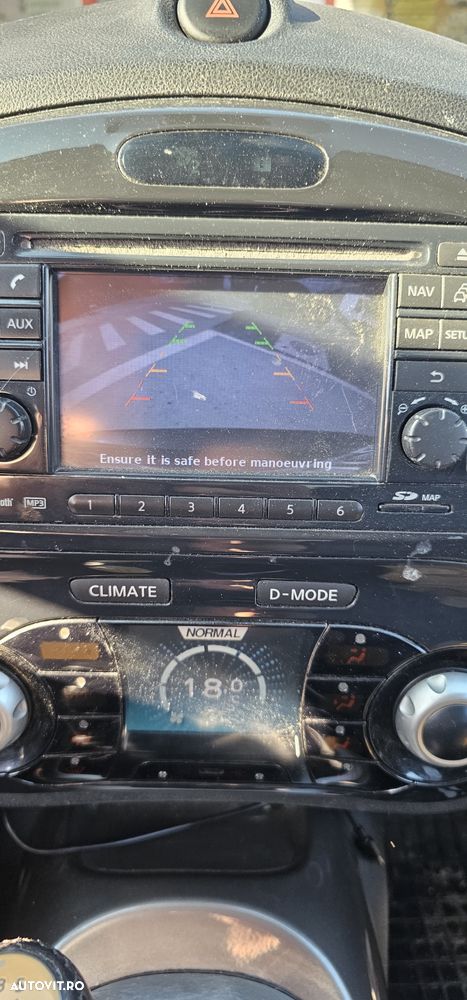 NAV
AUX
MAP
SETU
Ensure it is safe before manoeuvring
oth
MP3
1 2 3 4 5 6
SD MAP
CLIMATE
D-MODE
NORMAL
18.0
AUTOVIT.RO